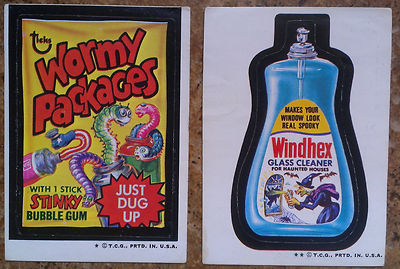 Ticks
Wormy
Packages
WITH 1 STICK
STINKY
BUBBLE GUM
JUST
DUG
UP
★ © T.C.G., PRTD. IN. U.S.A.
MAKES YOUR
WINDOW LOOK
REAL SPOOKY
Windhex
GLASS CLEANER
FOR HAUNTED HOUSES
★★ © T.C.G., PRTD. IN U.S.A.